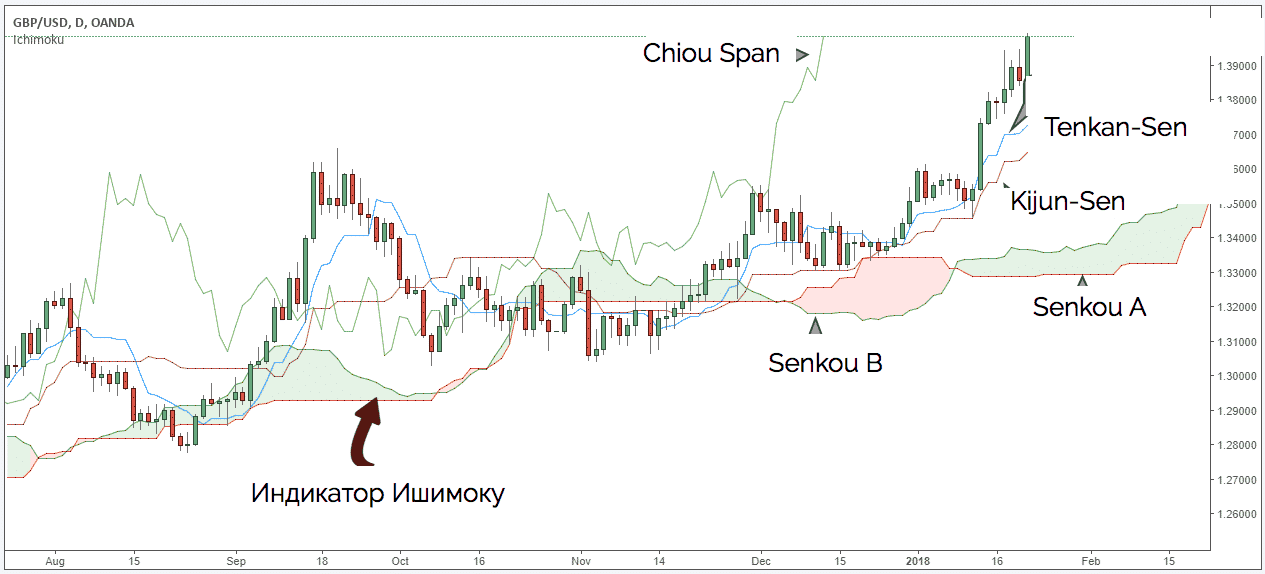 GBP/USD, D, OANDA
Ichimoku
Chiou Span
1.39000
1.38000
Tenkan-Sen
7000
5000
Kijun-Sen
1.35000
1.34000
1.33000
Senkou A
1.32000
Senkou B
1.31000
1.30000
1.29000
1.28000
Индикатор Ишимоку
1.27000
1.26000
Aug 15 Sep 18 Oct 16 Nov 14 Dec 15 2018 16 Feb 15